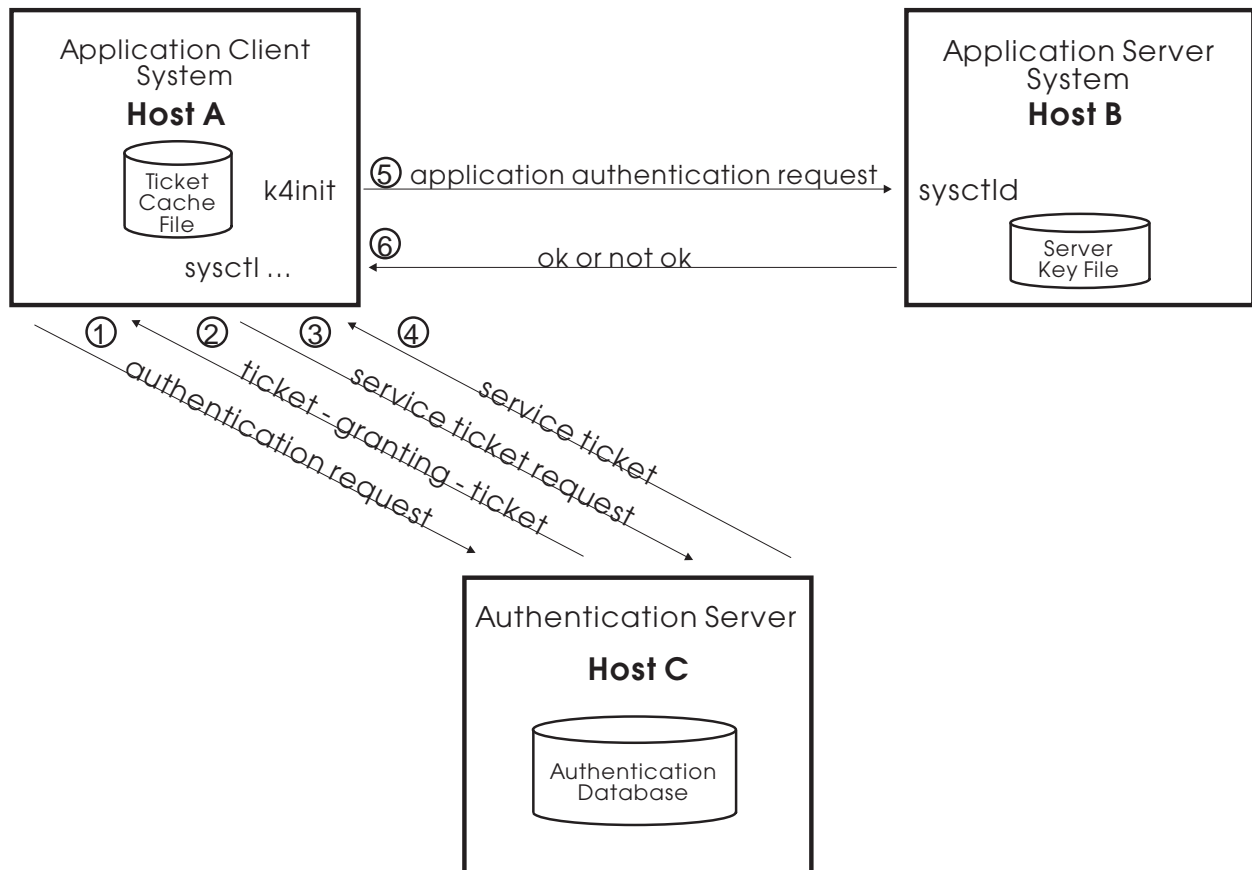 Application Client
System
Host A
Ticket
Cache
File
k4init
sysctl ...
Application Server
System
Host B
sysctld
Server
Key File
5 application authentication request
6
ok or not ok
1
authentication request
2
ticket - granting - ticket
3
service ticket request
4
service ticket
Authentication Server
Host C
Authentication
Database